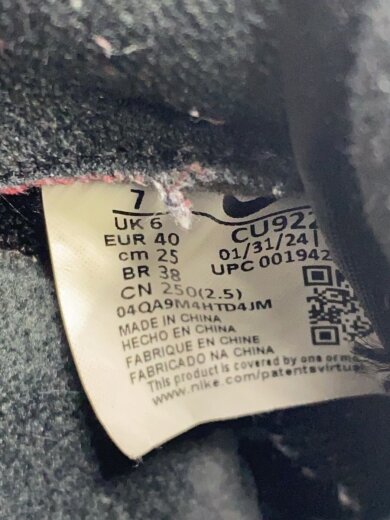 7
UK 6
EUR 40
cm 25
BR 38
CN 250(2.5)
04QA9M4HTD4JM
MADE IN CHINA
HECHO EN CHINA
FABRIQUE EN CHINE
FABRICADO NA CHINA
This product is covered by one or m
www.nike.com/patentsvirtual
CU922
01/31/24
UPC 001942